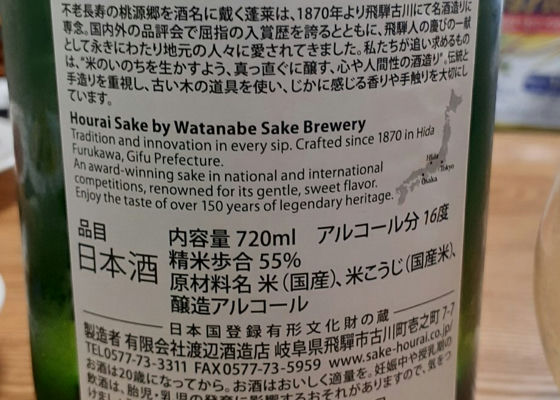 不老長寿の桃源郷を酒名に戴く蓬莱は、1870年より飛騨古川にて名酒造りに
専念。国内外の品評会で屈指の入賞歴を誇るとともに、飛騨人の慶びの一献
として永きにわたり地元の人々に愛されてきました。私たちが追い求めるもの
は、“米のいのちを生かすよう、真っ直ぐに醸す、心や人間性の酒造り”。伝統と
手造りを重視し、古い木の道具を使い、じかに感じる香りや手触りを大切にし
ています。
Hourai Sake by Watanabe Sake Brewery
Tradition and innovation in every sip. Crafted since 1870 in Hida
Furukawa, Gifu Prefecture.
An award-winning sake in national and international
competitions, renowned for its gentle, sweet flavor.
Enjoy the taste of over 150 years of legendary heritage.
Hida
Tokyo
Osaka
品目
日本酒
内容量 720ml アルコール分 16度
精米歩合 55%
原材料名 米(国産)、米こうじ(国産米)、
醸造アルコール
日本国登録有形文化財の蔵
製造者 有限会社渡辺酒造店 岐阜県飛騨市古川町壱之町 7-7
TEL0577-73-3311 FAX0577-73-5959 www.sake-hourai.co.jp/
お酒は20歳になってから。お酒はおいしく適量を。妊娠中や授乳期の
飲酒は、胎児・乳児の発育に影響するおそれがありますので、気をつ